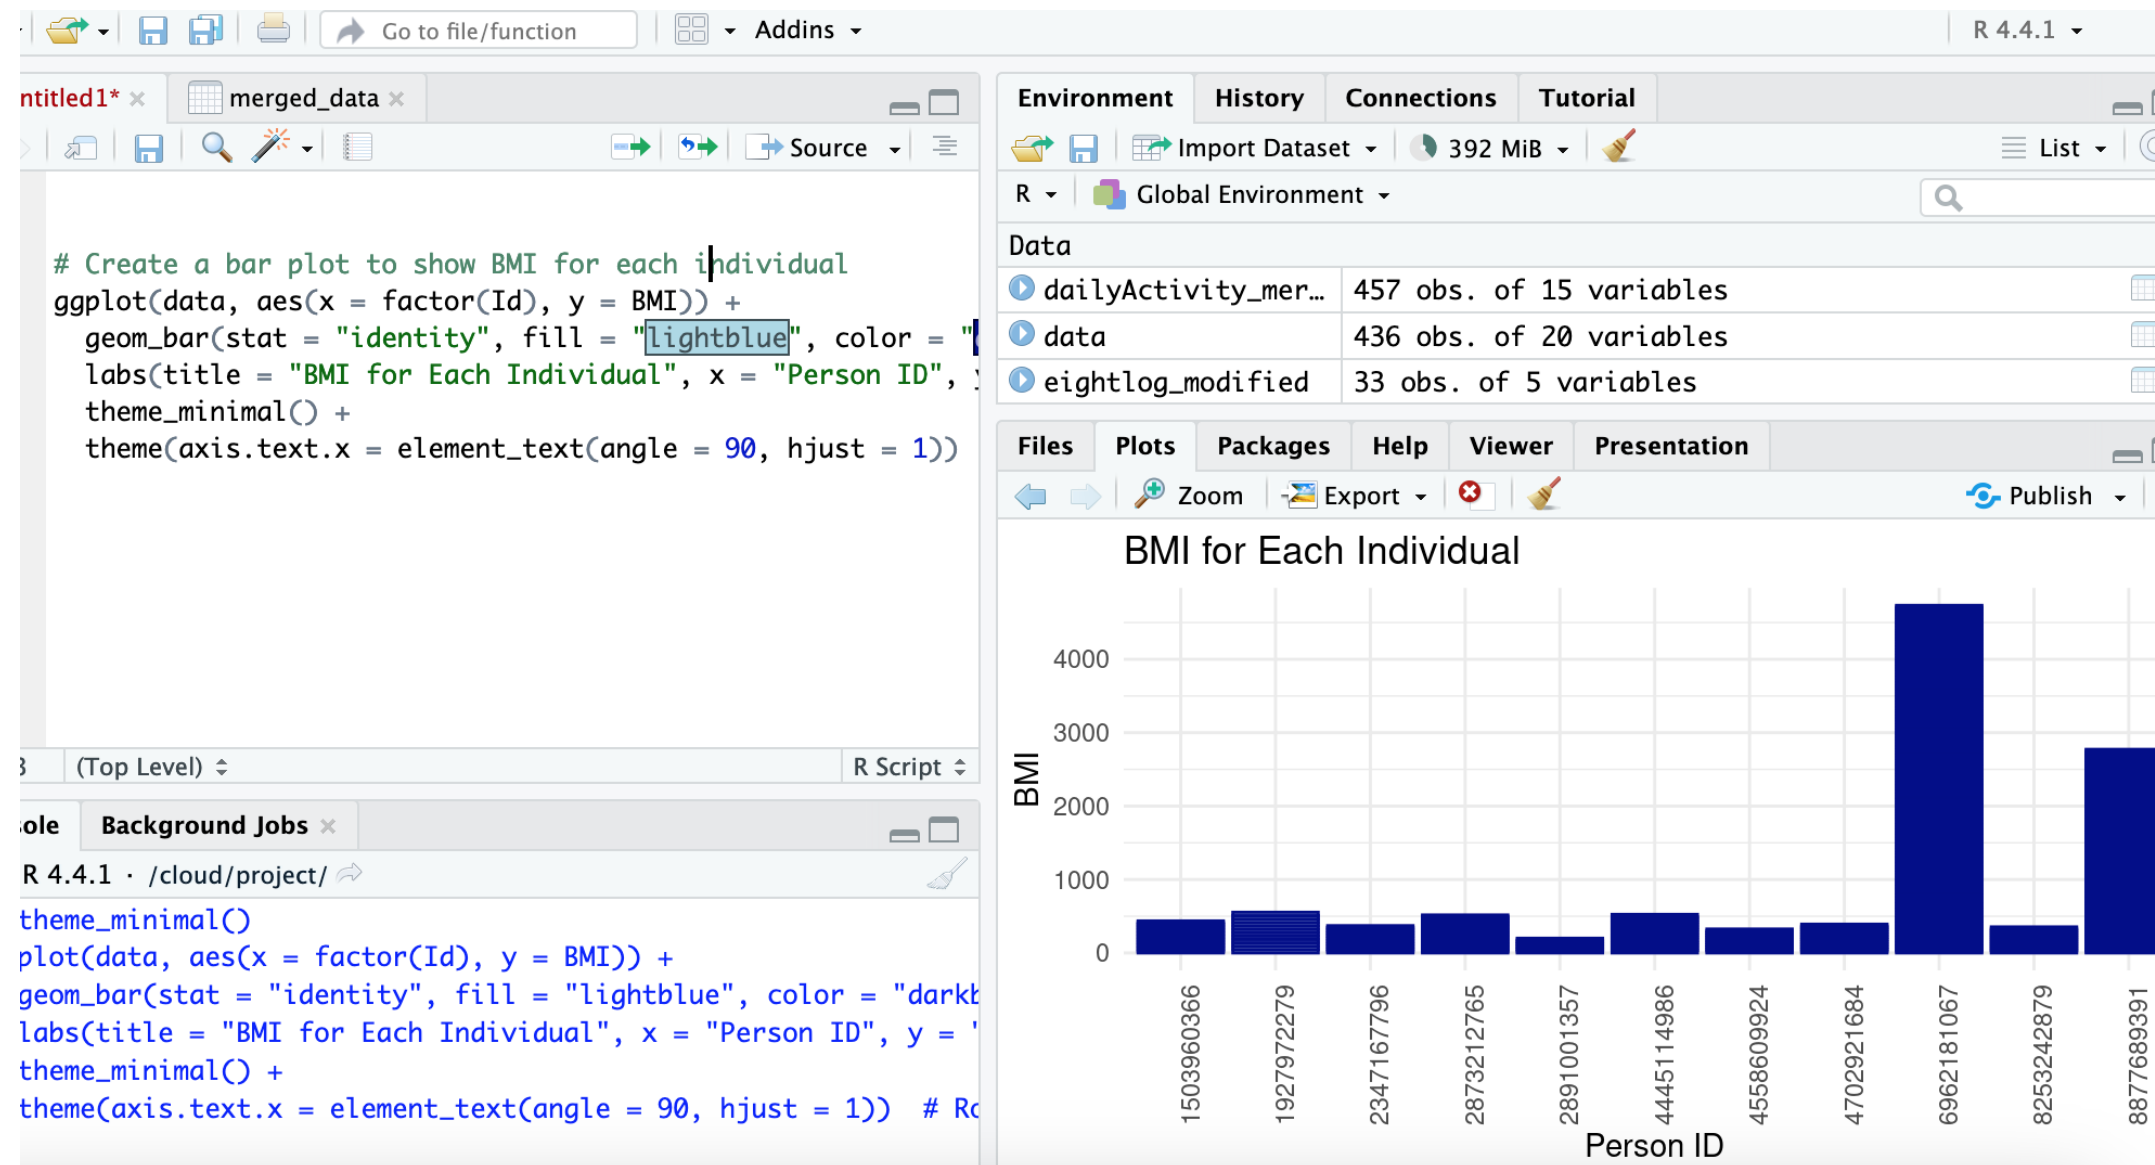 Go to file/function
Addins
R 4.4.1
ntitled1*
merged_data
Source
# Create a bar plot to show BMI for each individual
ggplot(data, aes(x = factor(Id), y = BMI)) +
geom_bar(stat = "identity", fill = "lightblue", color = "
labs(title = "BMI for Each Individual", x = "Person ID",
theme_minimal() +
theme(axis.text.x = element_text(angle = 90, hjust = 1))
(Top Level)
R Script
ole
Background Jobs
R 4.4.1 · /cloud/project/
theme_minimal()
plot(data, aes(x = factor(Id), y = BMI)) +
geom_bar(stat = "identity", fill = "lightblue", color = "dark
labs(title = "BMI for Each Individual", x = "Person ID", y =
theme_minimal() +
theme(axis.text.x = element_text(angle = 90, hjust = 1))  # Ro
Environment
History
Connections
Tutorial
Import Dataset
392 MiB
List
R
Global Environment
Data
dailyActivity_mer… 457 obs. of 15 variables
data 436 obs. of 20 variables
eightlog_modified 33 obs. of 5 variables
Files
Plots
Packages
Help
Viewer
Presentation
Zoom
Export
Publish
BMI for Each Individual
4000
3000
2000
1000
0
BMI
1503960366
1927972279
2347167796
2873212765
2891001357
4445114986
4558609924
4702921684
6962181067
8253242879
8877689391
Person ID